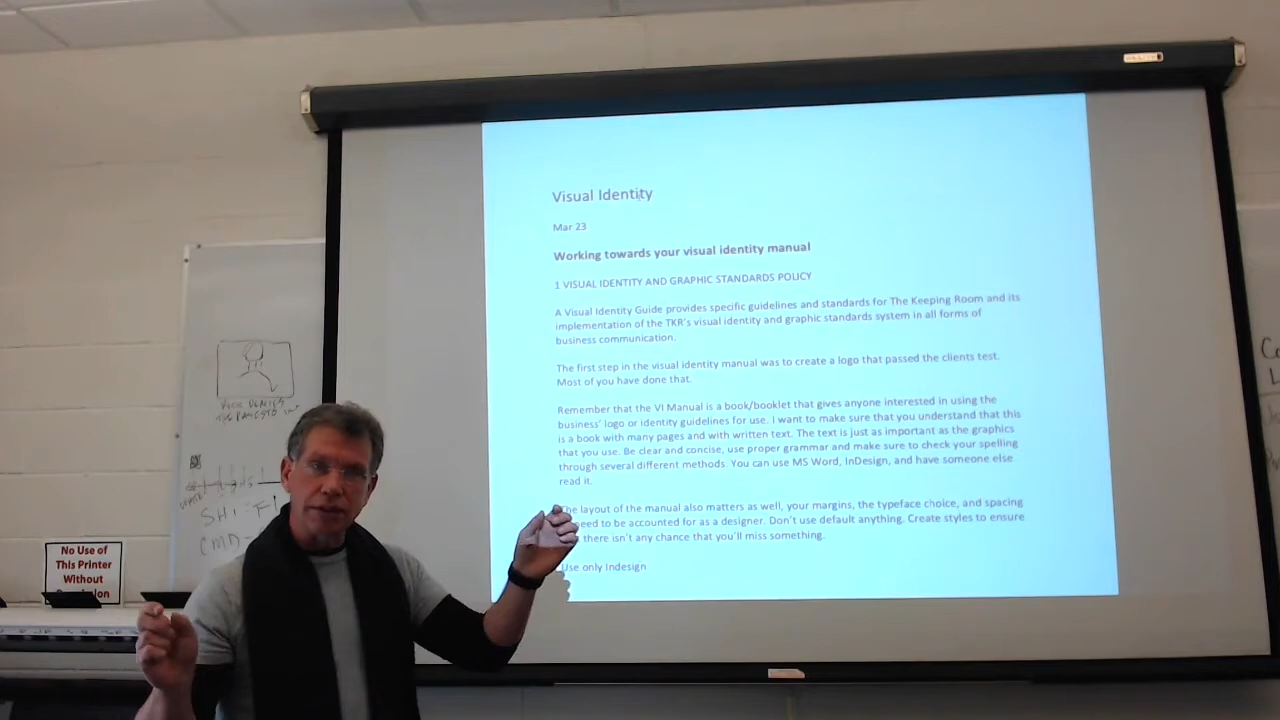 Visual Identity
Mar 23
Working towards your visual identity manual
1 VISUAL IDENTITY AND GRAPHIC STANDARDS POLICY
A Visual Identity Guide provides specific guidelines and standards for The Keeping Room and its
implementation of the TKR's visual identity and graphic standards system in all forms of
business communication.
The first step in the visual identity manual was to create a logo that passed the clients test.
Most of you have done that.
Remember that the VI Manual is a book/booklet that gives anyone interested in using the
business' logo or identity guidelines for use. I want to make sure that you understand that this
is a book with many pages and with written text. The text is just as important as the graphics
that you use. Be clear and concise, use proper grammar and make sure to check your spelling
through several different methods. You can use MS Word, InDesign, and have someone else
read it.
The layout of the manual also matters as well, your margins, the typeface choice, and spacing
need to be accounted for as a designer. Don't use default anything. Create styles to ensure
there isn't any chance that you'll miss something.
Use only Indesign
SHIFT
CMD
No Use of
This Printer
Without